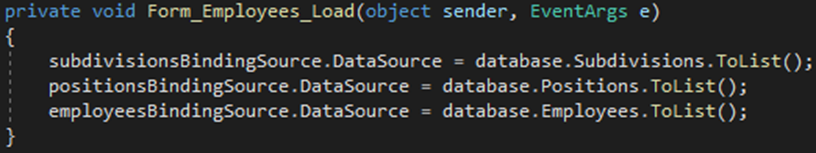 private void Form_Employees_Load(object sender, EventArgs e)
{
subdivisionsBindingSource.DataSource = database.Subdivisions.ToList();
positionsBindingSource.DataSource = database.Positions.ToList();
employeesBindingSource.DataSource = database.Employees.ToList();
}